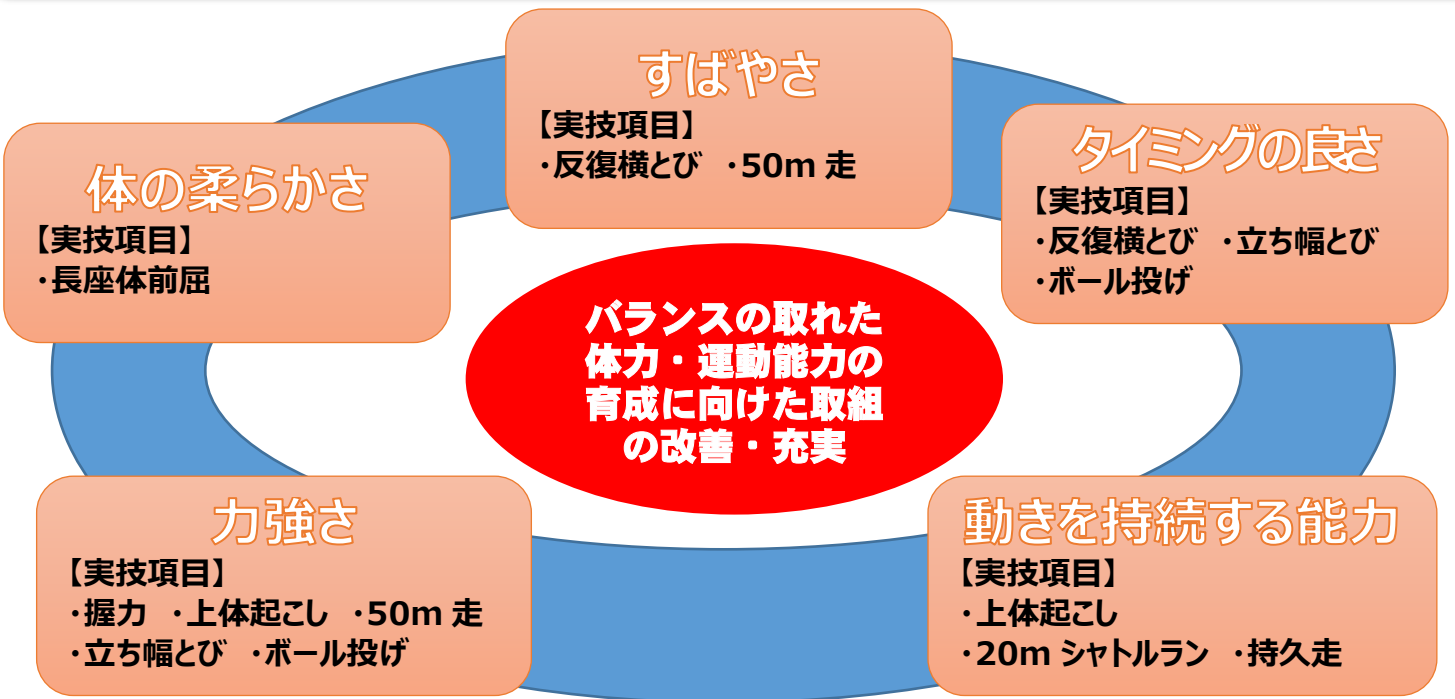 すばやさ
【実技項目】
・反復横とび ・50m 走
タイミングの良さ
【実技項目】
・反復横とび ・立ち幅とび
・ボール投げ
体の柔らかさ
【実技項目】
・長座体前屈
バランスの取れた
体力・運動能力の
育成に向けた取組
の改善・充実
力強さ
【実技項目】
・握力 ・上体起こし ・50m 走
・立ち幅とび ・ボール投げ
動きを持続する能力
【実技項目】
・上体起こし
・20m シャトルラン ・持久走